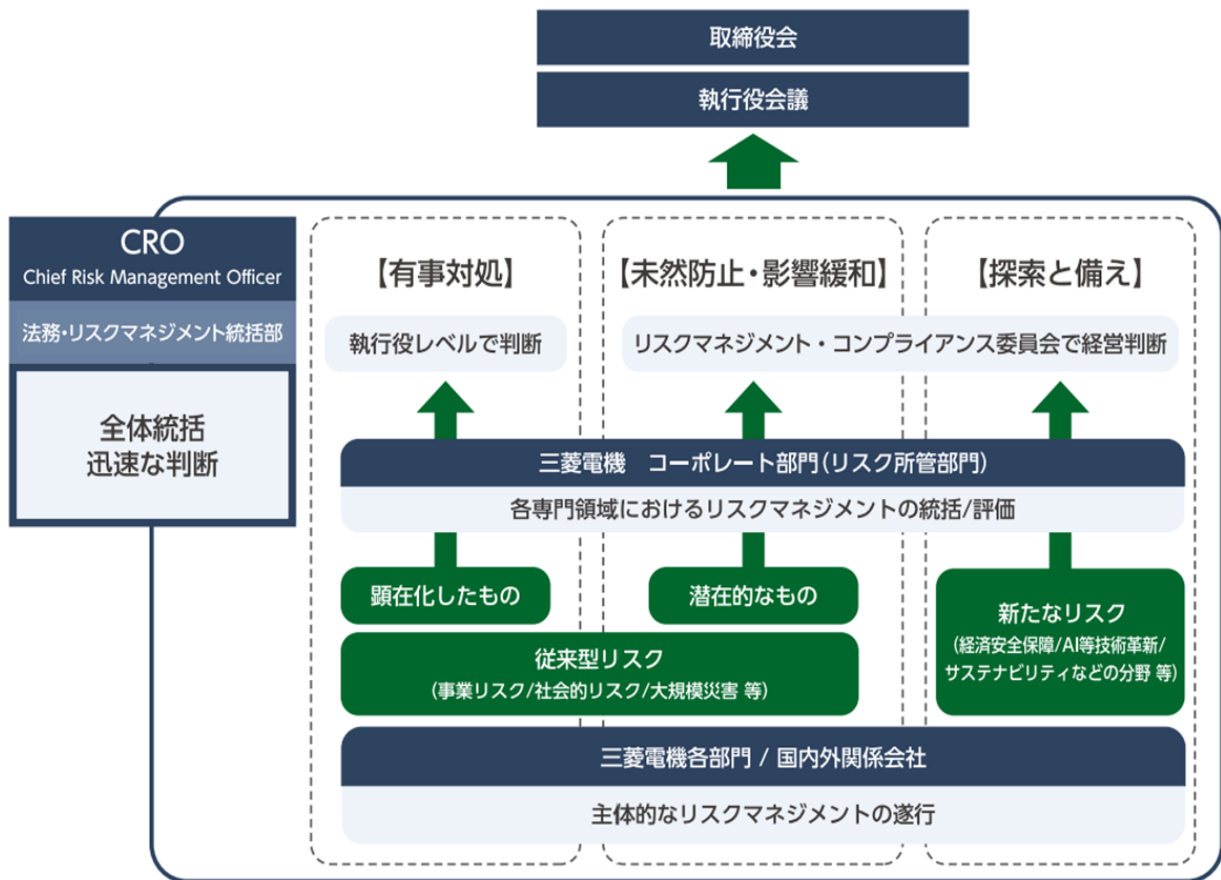 取締役会
執行役会議
CRO
Chief Risk Management Officer
法務・リスクマネジメント統括部
全体統括
迅速な判断
【有事対処】
【未然防止・影響緩和】
【探索と備え】
執行役レベルで判断
リスクマネジメント・コンプライアンス委員会で経営判断
三菱電機　コーポレート部門(リスク所管部門)
各専門領域におけるリスクマネジメントの統括/評価
顕在化したもの
潜在的なもの
従来型リスク
(事業リスク/社会的リスク/大規模災害 等)
新たなリスク
(経済安全保障/AI等技術革新/
サステナビリティなどの分野 等)
三菱電機各部門 / 国内外関係会社
主体的なリスクマネジメントの遂行